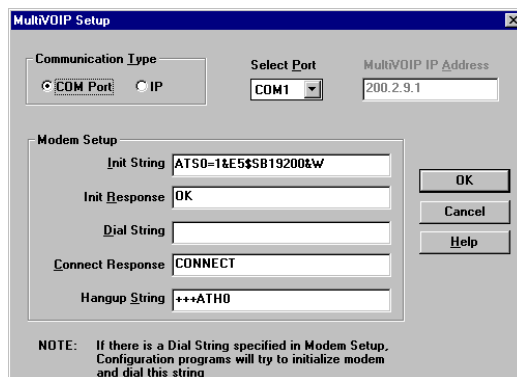 MultiVOIP Setup
Communication Type
COM Port
IP
Select Port
COM1
MultiVOIP IP Address
200.2.9.1
Modem Setup
Init String
ATS0=1&E5$SB19200&W
Init Response
OK
Dial String
Connect Response
CONNECT
Hangup String
+++ATH0
OK
Cancel
Help
NOTE: If there is a Dial String specified in Modem Setup,
Configuration programs will try to initialize modem
and dial this string